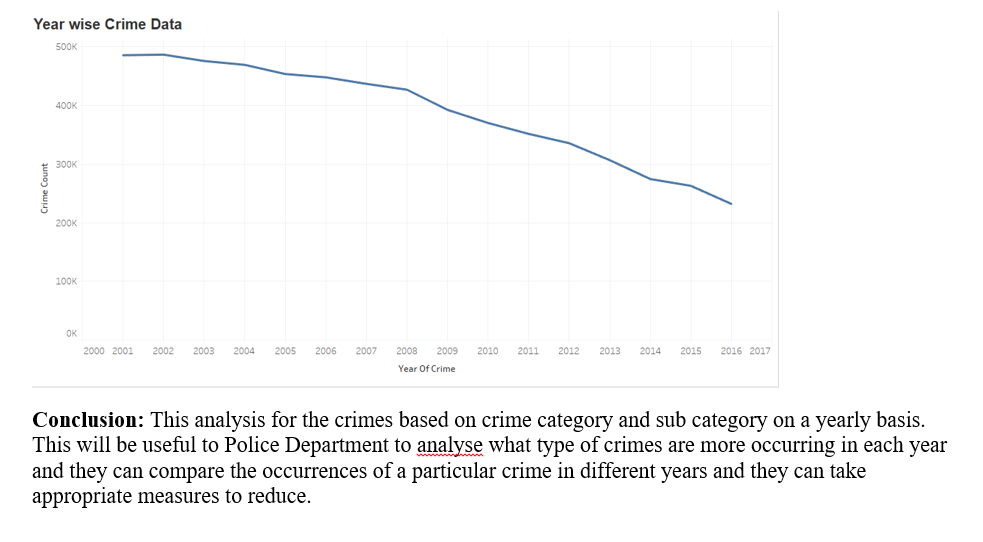 Year wise Crime Data
500K
400K
300K
200K
100K
0K
Crime Count
2000 2001 2002 2003 2004 2005 2006 2007 2008 2009 2010 2011 2012 2013 2014 2015 2016 2017
Year Of Crime
Conclusion: This analysis for the crimes based on crime category and sub category on a yearly basis.
This will be useful to Police Department to analyse what type of crimes are more occurring in each year
and they can compare the occurrences of a particular crime in different years and they can take
appropriate measures to reduce.